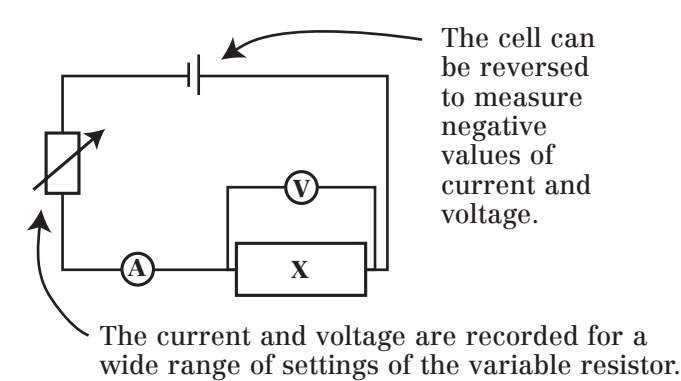 The cell can
be reversed
to measure
negative
values of
current and
voltage.
V
A
X
The current and voltage are recorded for a
wide range of settings of the variable resistor.